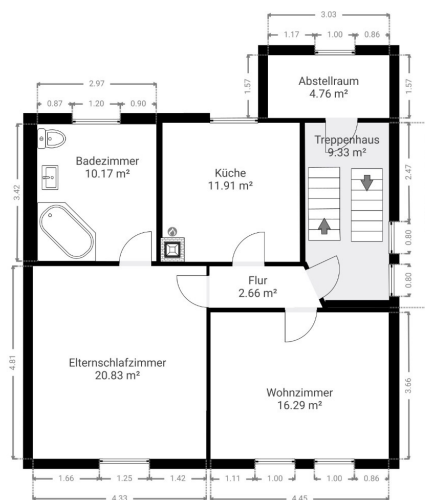 3.03
1.17 1.00 0.86
Abstellraum
4.76 m²
1.57
1.57
2.97
0.87 1.20 0.90
Treppenhaus
9.33 m²
Badezimmer
10.17 m²
Küche
11.91 m²
3.42
2.47
0.80
0.80
Flur
2.66 m²
4.81
Elternschlafzimmer
20.83 m²
Wohnzimmer
16.29 m²
3.66
1.66 1.25 1.42
1.11 1.00 1.00 0.86
4.33
4.45